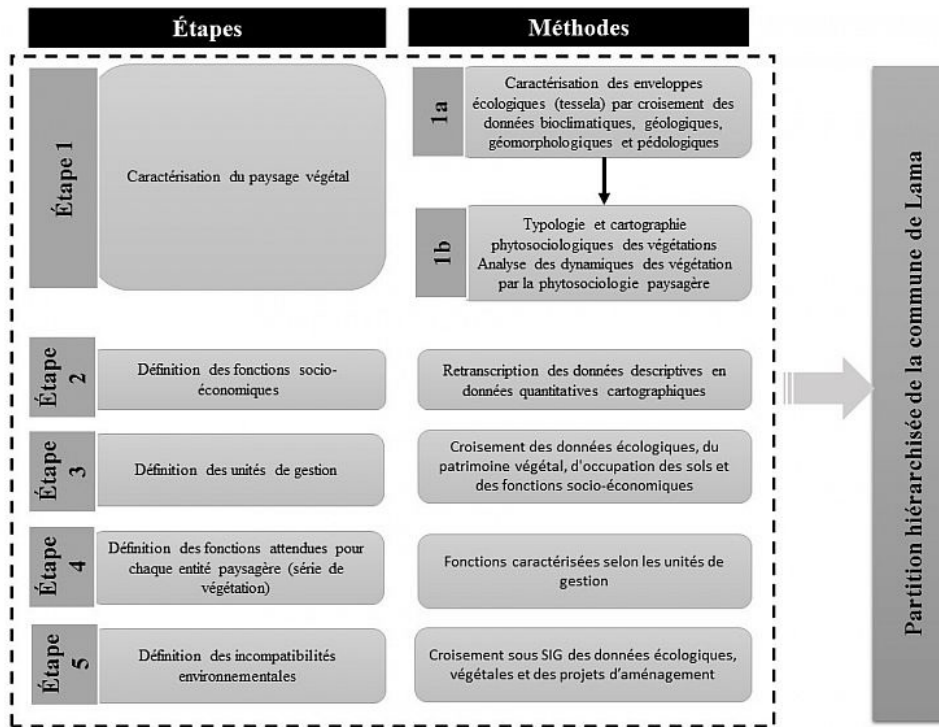 Étapes
Méthodes
Étape 1
Caractérisation du paysage végétal
1a
Caractérisation des enveloppes
écologiques (tessela) par croisement des
données bioclimatiques, géologiques,
géomorphologiques et pédologiques
1b
Typologie et cartographie
phytosociologiques des végétations
Analyse des dynamiques des végétation
par la phytosociologie paysagère
Étape
2
Définition des fonctions socio-
économiques
Retranscription des données descriptives en
données quantitatives cartographiques
Étape
3
Définition des unités de gestion
Croisement des données écologiques, du
patrimoine végétal, d'occupation des sols et
des fonctions socio-économiques
Étape
4
Définition des fonctions attendues pour
chaque entité paysagère (série de
végétation)
Fonctions caractérisées selon les unités de
gestion
Étape
5
Définition des incompatibilités
environnementales
Croisement sous SIG des données écologiques,
végétales et des projets d’aménagement
Partition hiérarchisée de la commune de Lama